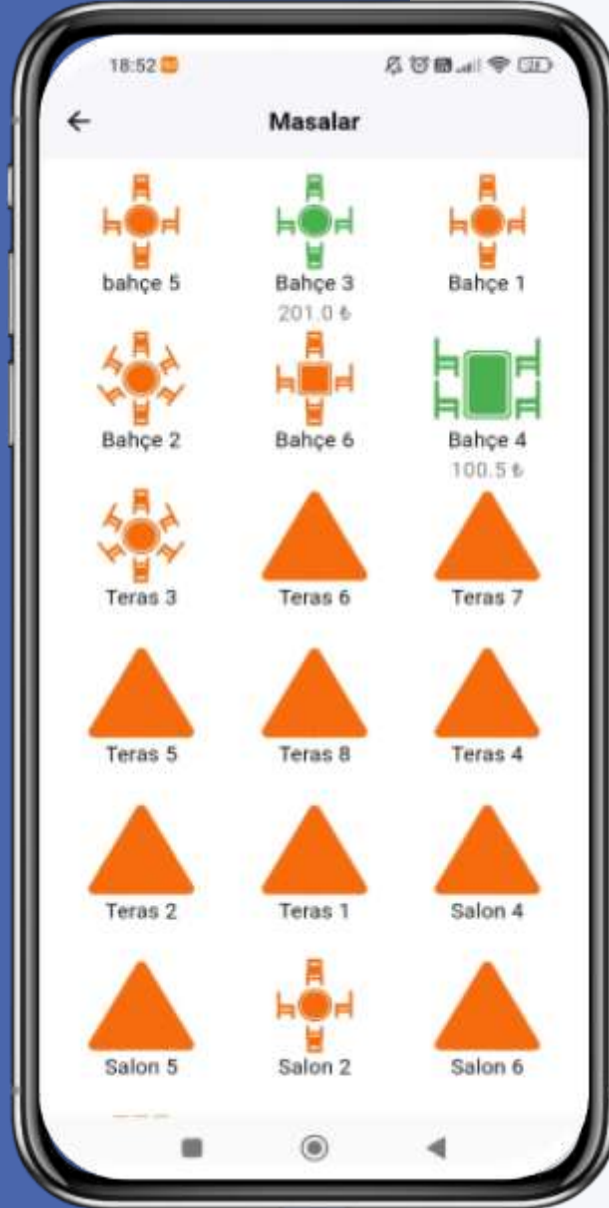 18:52
Masalar
bahçe 5
Bahçe 3
Bahçe 1
201.0 ₺
Bahçe 2
Bahçe 6
Bahçe 4
100.5 ₺
Teras 3
Teras 6
Teras 7
Teras 5
Teras 8
Teras 4
Teras 2
Teras 1
Salon 4
Salon 5
Salon 2
Salon 6